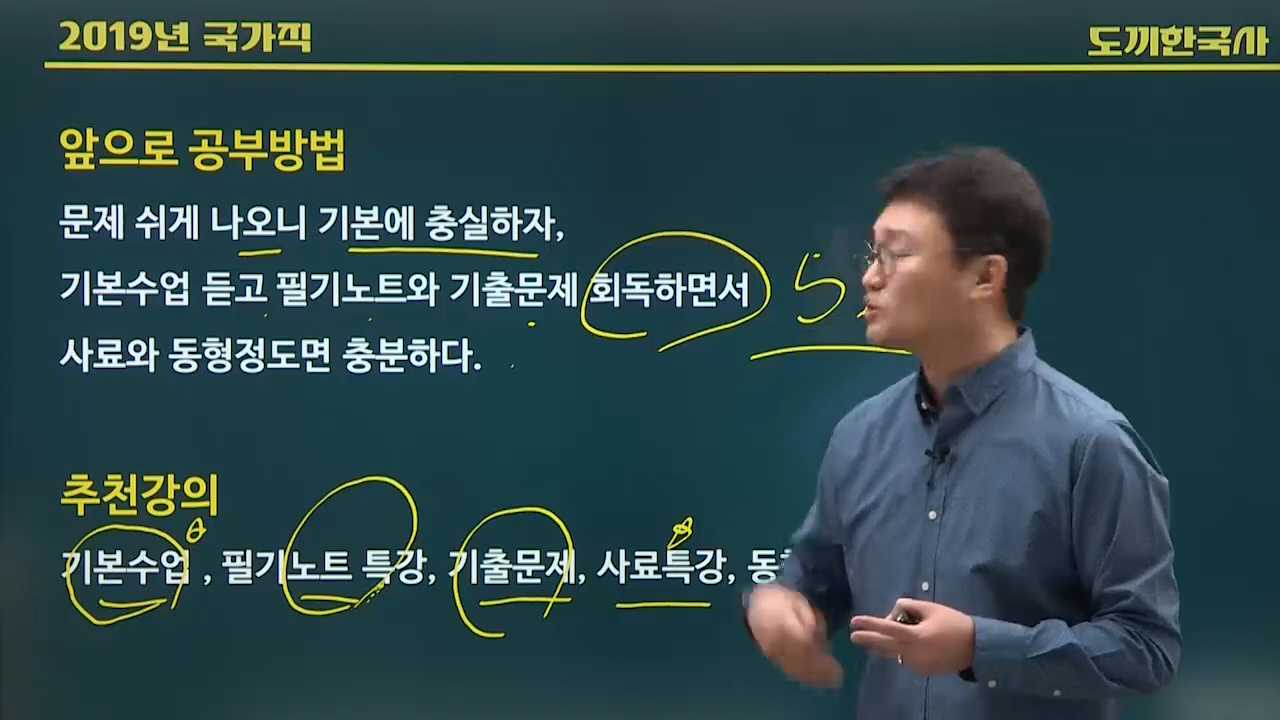 2019년 국가직
도끼한국사
앞으로 공부방법
문제 쉬게 나오니 기본에 충실하자,
기본수업 듣고 필기노트와 기출문제 회독하면서 5
사료와 동형정도면 충분하다.
추천강의
기본수업 , 필기노트 특강, 기출문제, 사료특강,